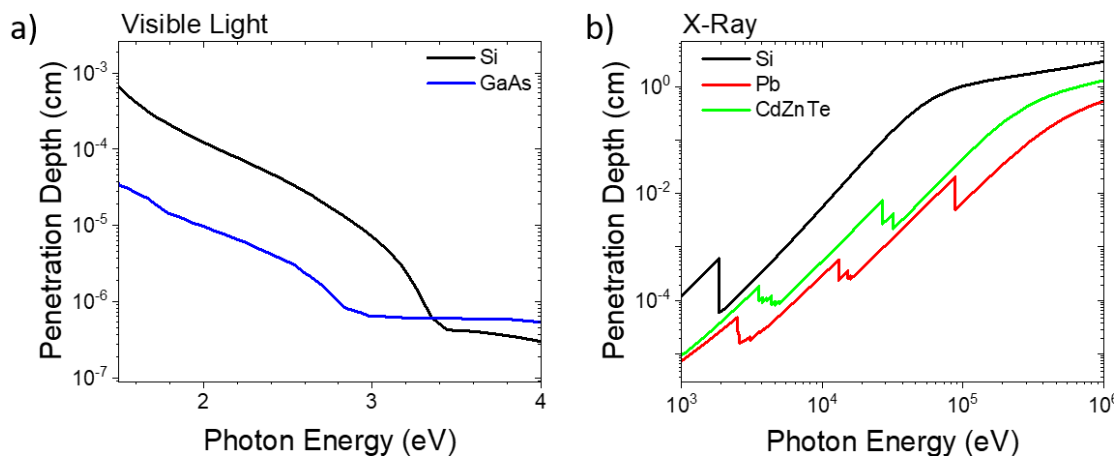 a) Visible Light
Si
GaAs
10⁻³
10⁻⁴
10⁻⁵
10⁻⁶
10⁻⁷
Penetration Depth (cm)
2 3 4
Photon Energy (eV)
b) X-Ray
Si
Pb
CdZnTe
10⁰
10⁻²
10⁻⁴
Penetration Depth (cm)
10³ 10⁴ 10⁵ 10⁶
Photon Energy (eV)